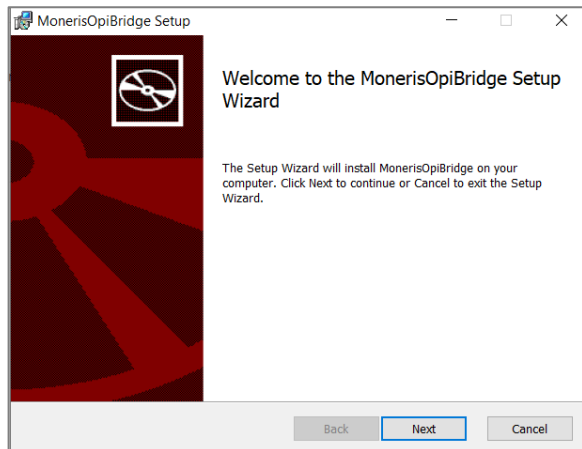 MonerisOpiBridge Setup
Welcome to the MonerisOpiBridge Setup
Wizard
The Setup Wizard will install MonerisOpiBridge on your
computer. Click Next to continue or Cancel to exit the Setup
Wizard.
Back Next Cancel